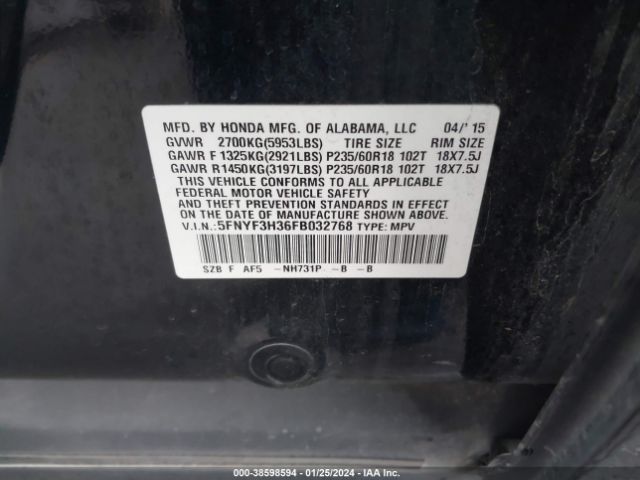 MFD. BY HONDA MFG. OF ALABAMA, LLC 04/'15
GVWR 2700KG(5953LBS) TIRE SIZE RIM SIZE
GAWR F 1325KG(2921LBS) P235/60R18 102T 18X7.5J
GAWR R1450KG(3197LBS) P235/60R18 102T 18X7.5J
THIS VEHICLE CONFORMS TO ALL APPLICABLE
FEDERAL MOTOR VEHICLE SAFETY
AND THEFT PREVENTION STANDARDS IN EFFECT
ON THE DATE OF MANUFACTURE SHOWN ABOVE.
V.I.N.: 5FNYF3H36FB032768 TYPE: MPV
SZB F AF5 -NH731P -B -B
00-38598594 - 01/25/2024 - IAA Inc.